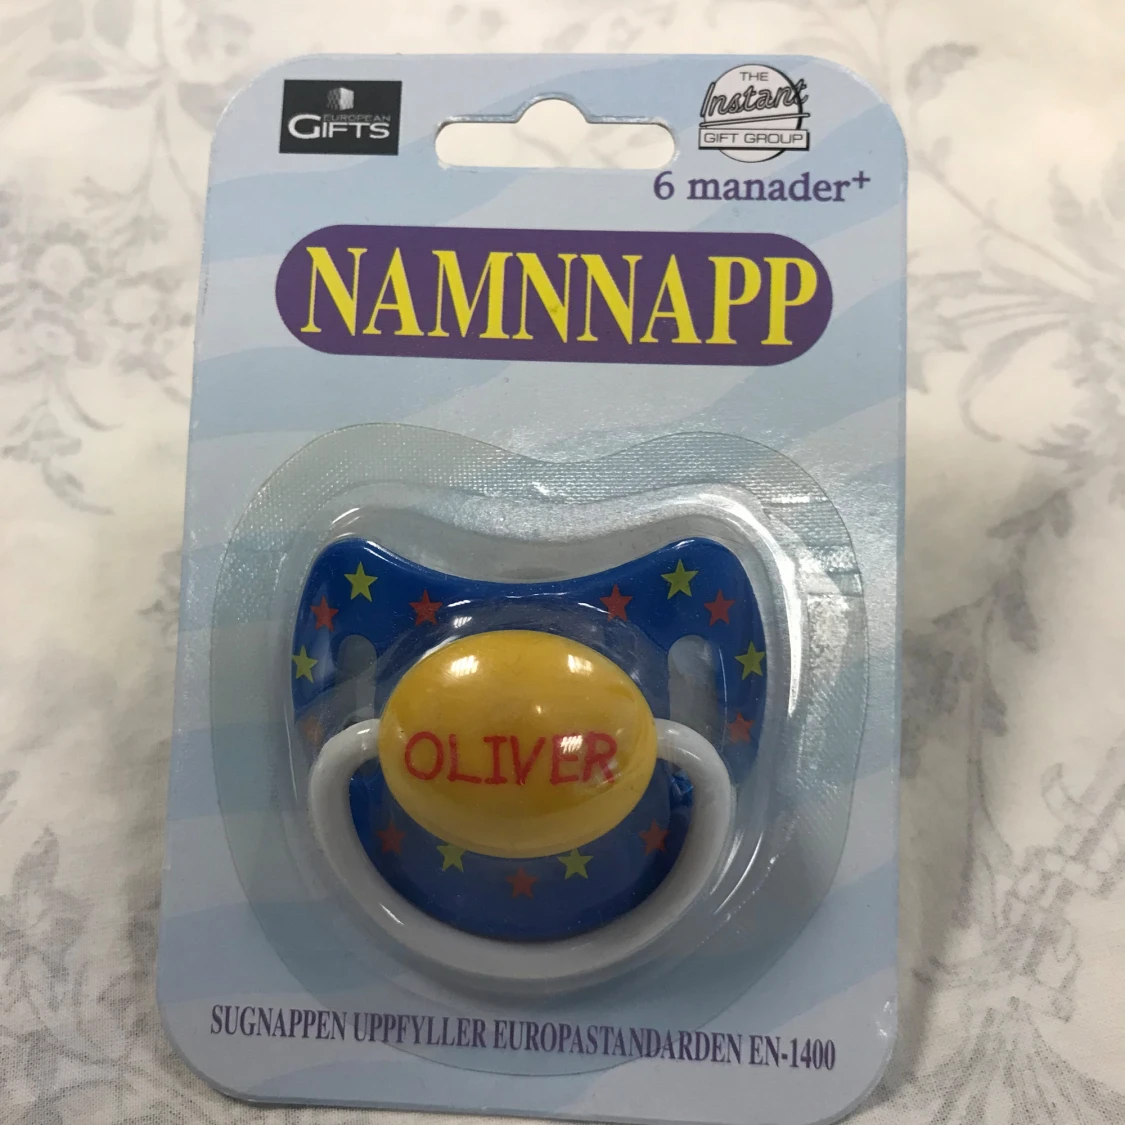 EUROPEAN
GIFTS
THE
Instant
GIFT GROUP
6 manader+
NAMNNAPP
OLIVER
SUGNAPPEN UPPFYLLER EUROPASTANDARDEN EN-1400